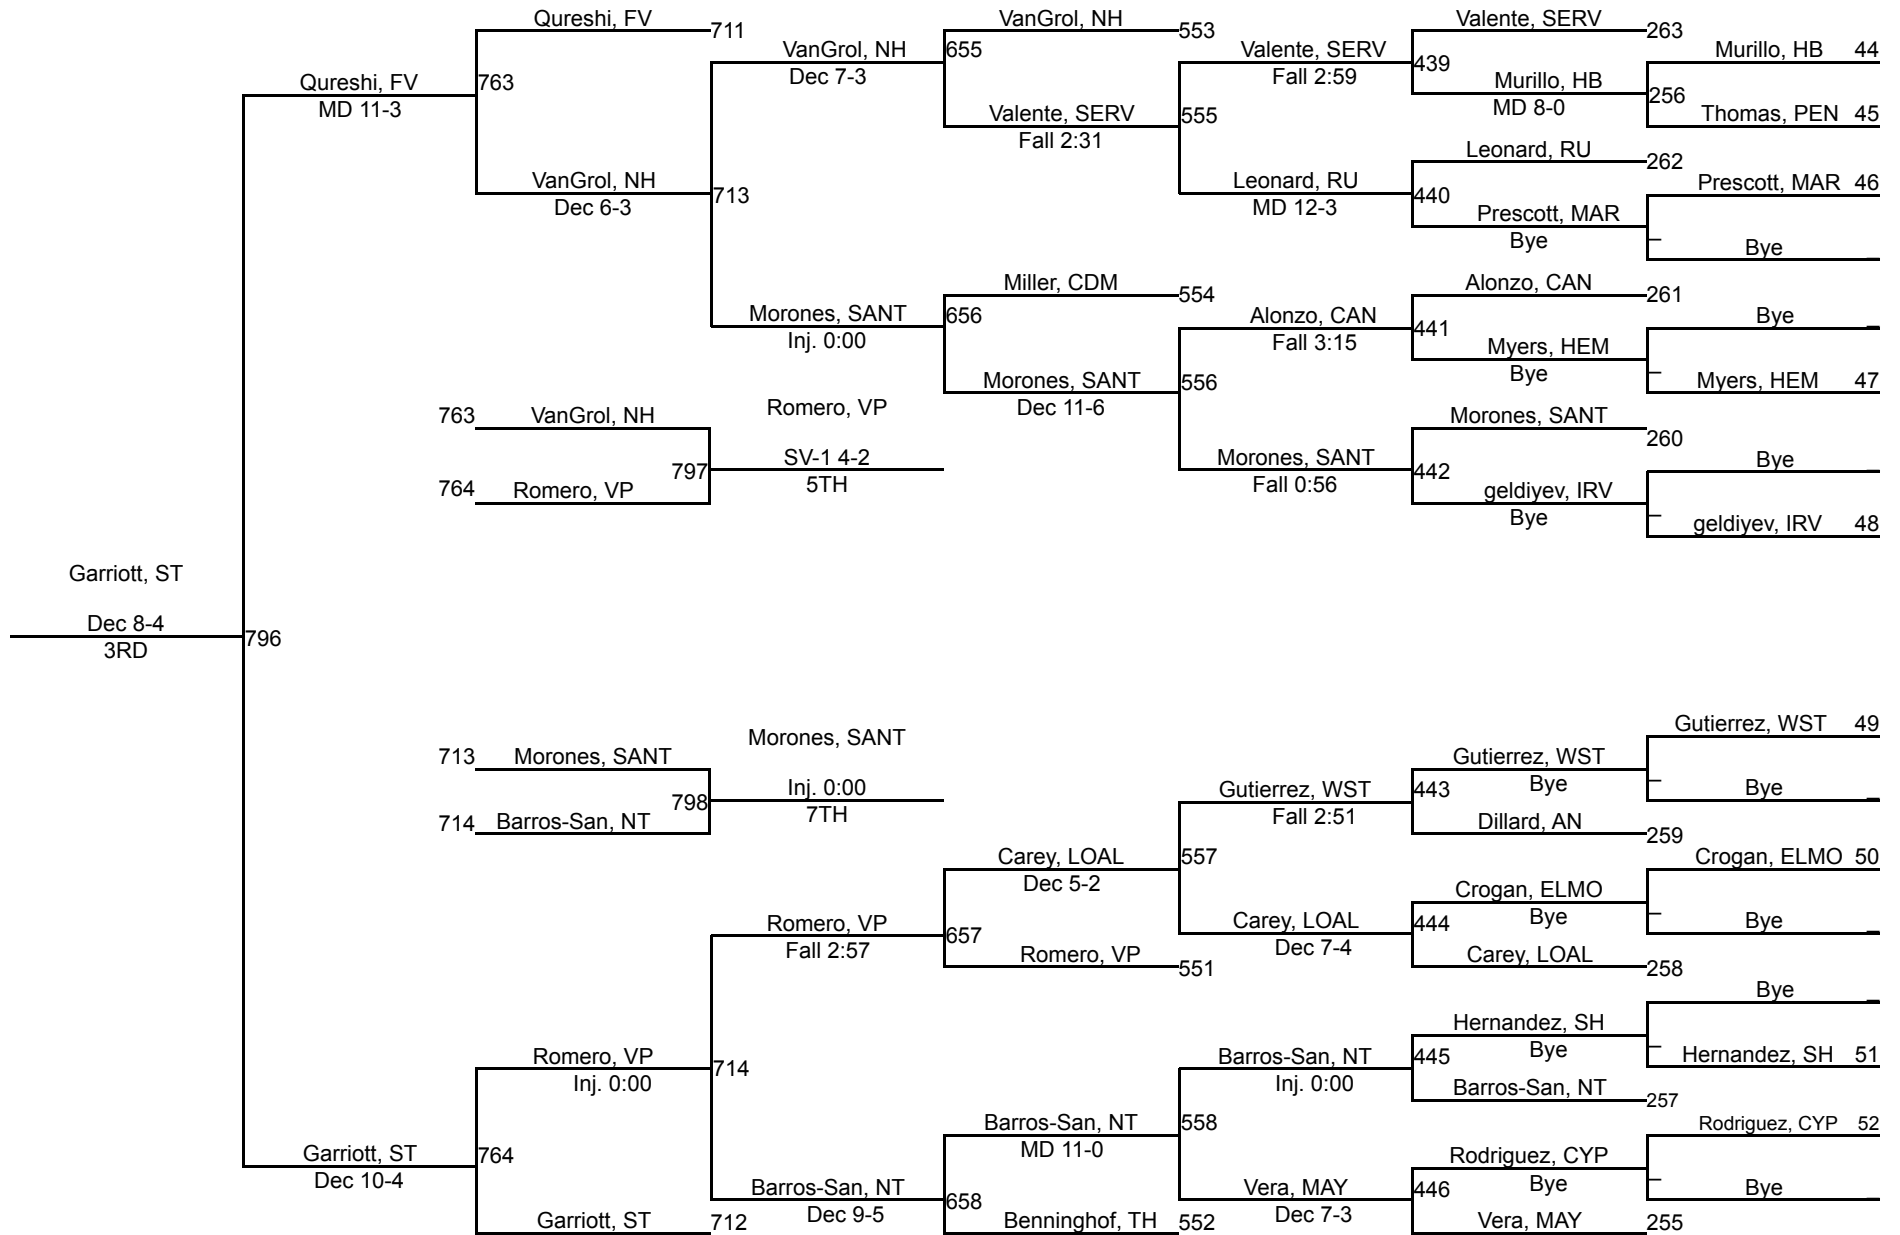 Qureshi, FV
711
VanGrol, NH
553
Valente, SERV
263
Murillo, HB 44
VanGrol, NH
655
Dec 7-3
Valente, SERV
439
Fall 2:59
Murillo, HB
256
MD 8-0
Thomas, PEN 45
Qureshi, FV
763
MD 11-3
Valente, SERV
555
Fall 2:31
Leonard, RU
262
Prescott, MAR 46
VanGrol, NH
713
Dec 6-3
Leonard, RU
440
MD 12-3
Prescott, MAR
Bye
Bye
Miller, CDM
554
Alonzo, CAN
261
Bye
Morones, SANT
656
Inj. 0:00
Alonzo, CAN
441
Fall 3:15
Myers, HEM
Bye
Myers, HEM 47
Morones, SANT
556
Dec 11-6
763 VanGrol, NH
Romero, VP
797
SV-1 4-2
5TH
764 Romero, VP
Morones, SANT
260
Bye
Morones, SANT
442
Fall 0:56
geldiyev, IRV
Bye
geldiyev, IRV 48
Garriott, ST
Dec 8-4
796
3RD
713 Morones, SANT
Morones, SANT
798
Inj. 0:00
7TH
714 Barros-San, NT
Gutierrez, WST 49
Gutierrez, WST
Bye
Bye
Gutierrez, WST
443
Fall 2:51
Dillard, AN
259
Carey, LOAL
557
Dec 5-2
Crogan, ELMO 50
Crogan, ELMO
Bye
Bye
Romero, VP
657
Fall 2:57
Carey, LOAL
444
Dec 7-4
Romero, VP
551
Carey, LOAL
258
Bye
Hernandez, SH
Bye
Hernandez, SH 51
Romero, VP
714
Inj. 0:00
Barros-San, NT
445
Inj. 0:00
Barros-San, NT
257
Barros-San, NT
558
MD 11-0
Rodriguez, CYP 52
Garriott, ST
764
Dec 10-4
Rodriguez, CYP
Bye
Bye
Barros-San, NT
658
Dec 9-5
Vera, MAY
446
Dec 7-3
Garriott, ST
712
Benninghof, TH
552
Vera, MAY
255